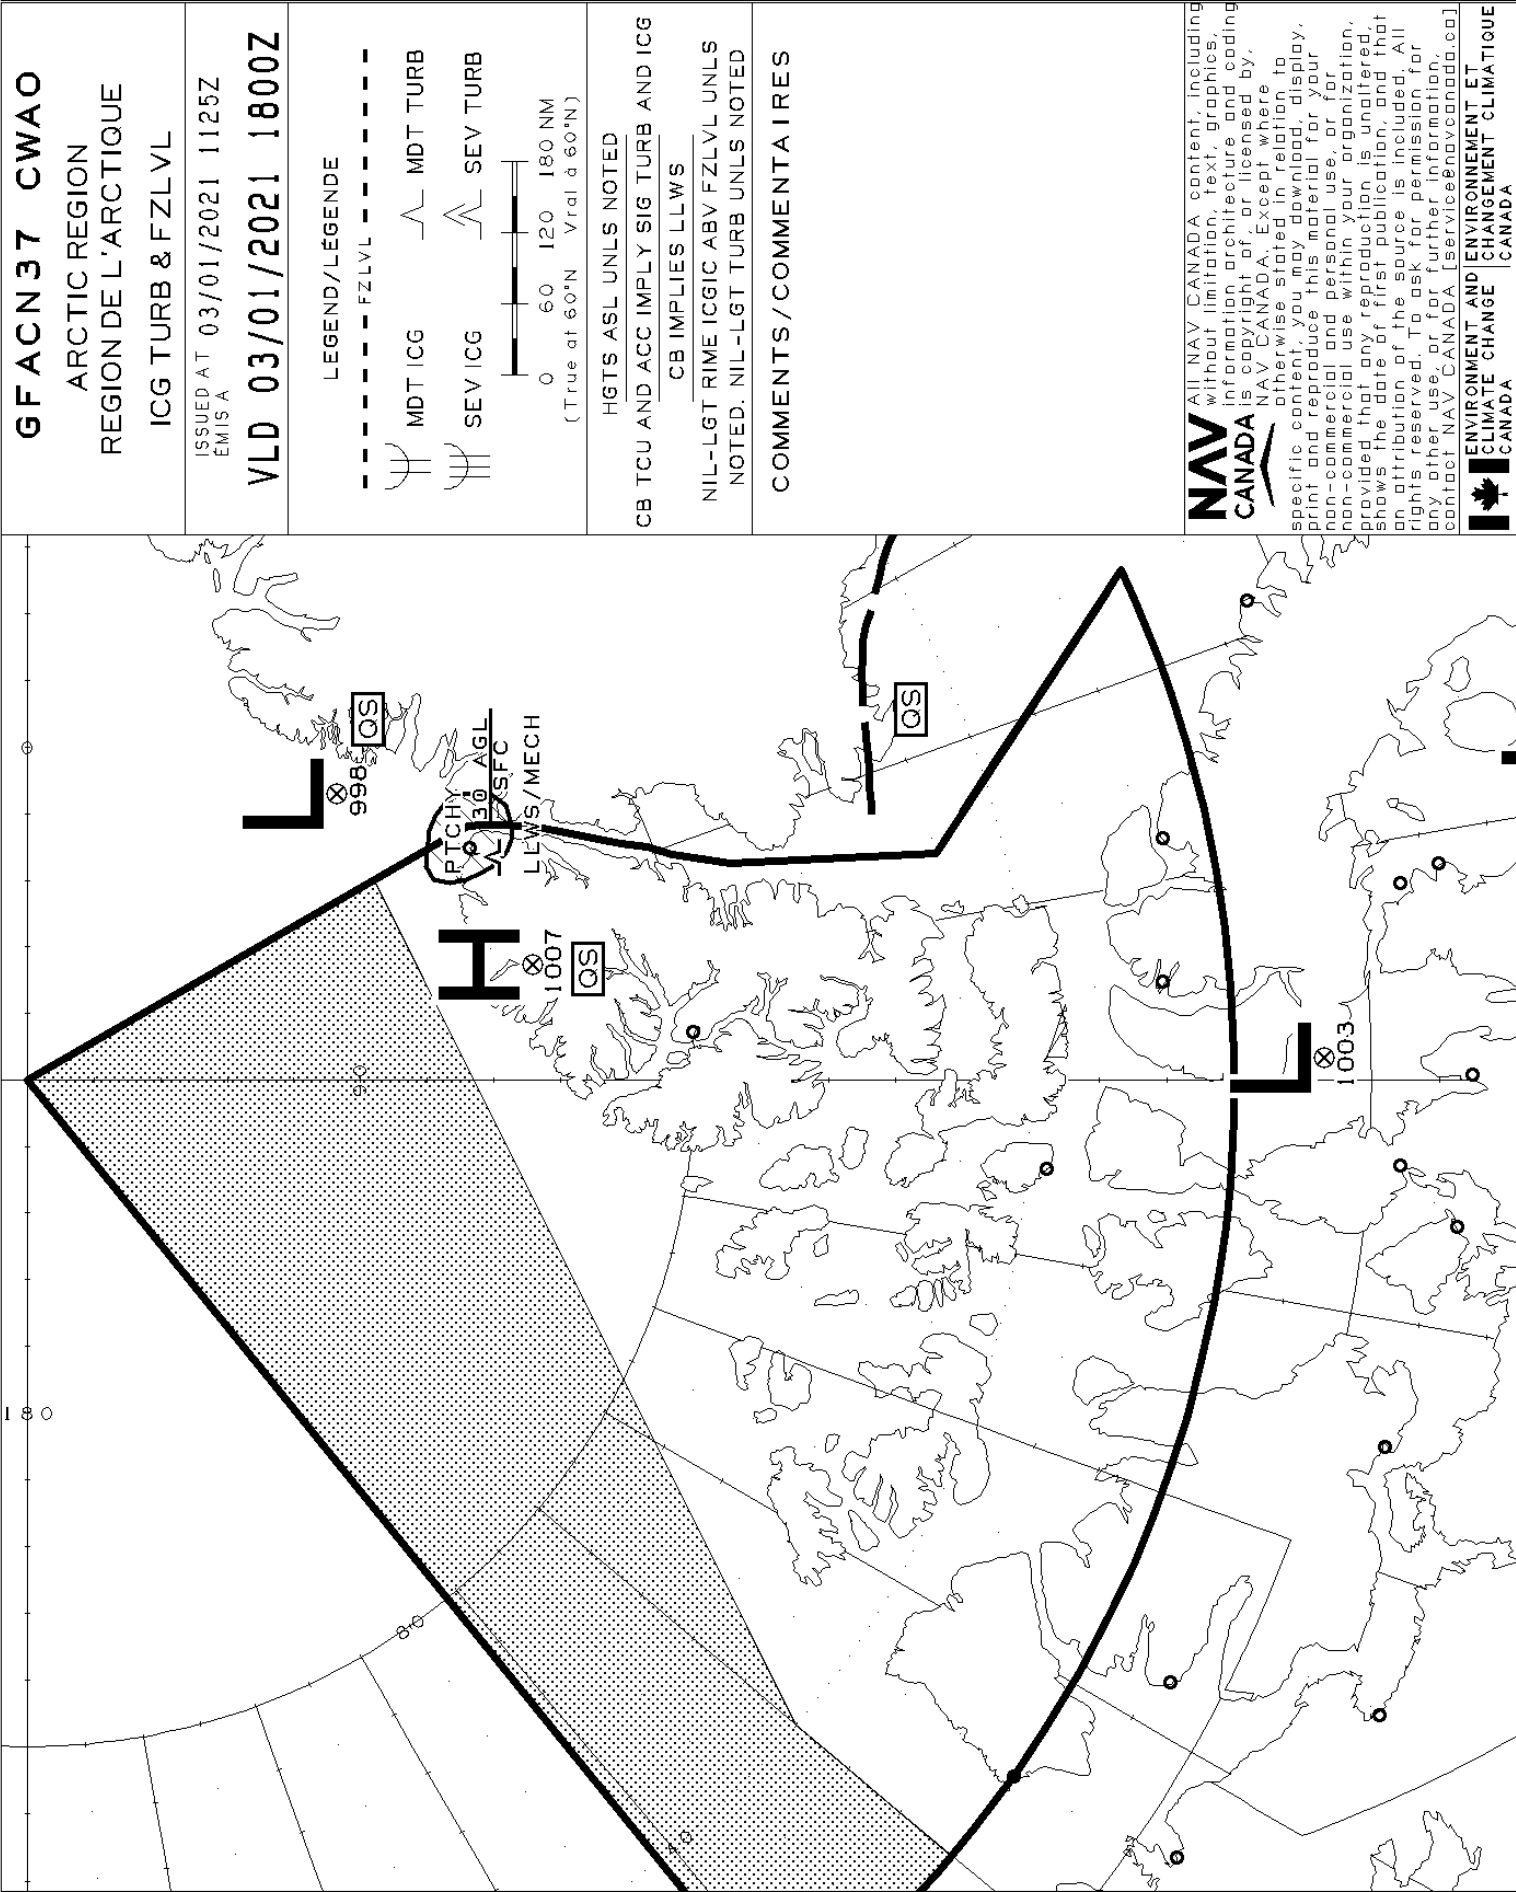 GFACN37 CWAO
ARCTIC REGION
REGION DE L'ARCTIQUE
ICG TURB & FZLVL
ISSUED AT 03/01/2021 1125Z
ÉMIS A
VLD 03/01/2021 1800Z
LEGEND/LÉGENDE
FZLVL
MDT ICG
MDT TURB
SEV ICG
SEV TURB
0 60 120 180 NM
(True at 60°N Vrai à 60°N)
HGTS ASL UNLS NOTED
CB TCU AND ACC IMPLY SIG TURB AND ICG
CB IMPLIES LLWS
NIL-LGT RIME ICGIC ABV FZLVL UNLS
NOTED. NIL-LGT TURB UNLS NOTED
COMMENTS/COMMENTAIRES
NAV
CANADA
All NAV CANADA content, including
without limitation, text, graphics,
information architecture and coding
is copyright of, or licensed by,
NAV CANADA. Except where
otherwise stated in relation to
specific content, you may download, display,
print and reproduce this material for your
non-commercial and personal use, or for
non-commercial use within your organization,
provided that any reproduction is unaltered,
shows the date of first publication, and that
an attribution of the source is included. All
rights reserved. To ask for permission for
any other use, or for further information,
contact NAV CANADA [service@navcanada.ca]
ENVIRONMENT AND
CLIMATE CHANGE
CANADA
ENVIRONNEMENT ET
CHANGEMENT CLIMATIQUE
CANADA
L
998
QS
PTCHY
30 AGL
SFC
LLWS/MECH
H
1007
QS
QS
L
1003
90
180
80